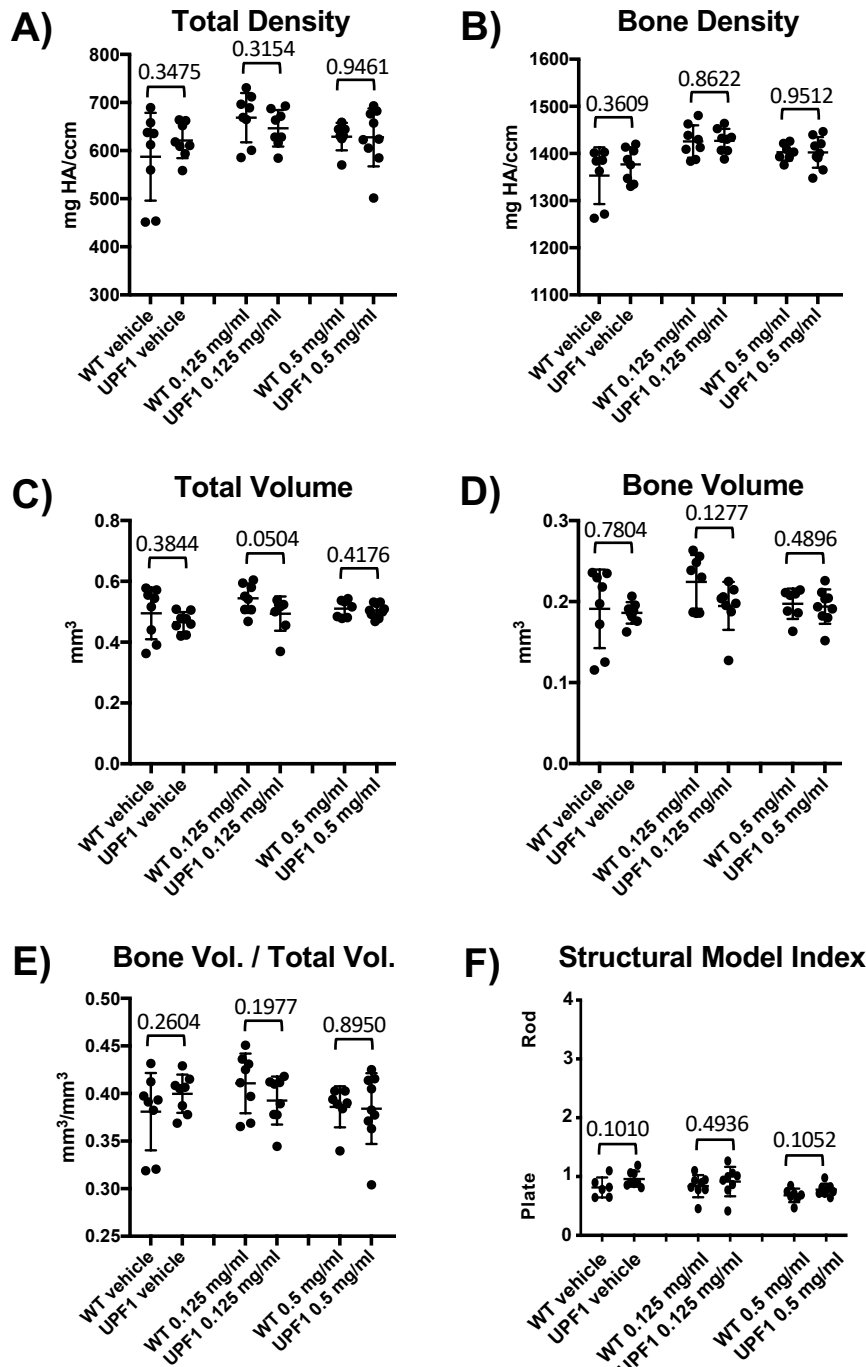 A) Total Density
0.3475
0.3154
0.9461
mg HA/ccm
800
700
600
500
400
300
WT vehicle
UPF1 vehicle
WT 0.125 mg/ml
UPF1 0.125 mg/ml
WT 0.5 mg/ml
UPF1 0.5 mg/ml
B) Bone Density
0.3609
0.8622
0.9512
mg HA/ccm
1600
1500
1400
1300
1200
1100
WT vehicle
UPF1 vehicle
WT 0.125 mg/ml
UPF1 0.125 mg/ml
WT 0.5 mg/ml
UPF1 0.5 mg/ml
C) Total Volume
0.3844
0.0504
0.4176
mm³
0.8
0.6
0.4
0.2
0.0
WT vehicle
UPF1 vehicle
WT 0.125 mg/ml
UPF1 0.125 mg/ml
WT 0.5 mg/ml
UPF1 0.5 mg/ml
D) Bone Volume
0.7804
0.1277
0.4896
mm³
0.3
0.2
0.1
0.0
WT vehicle
UPF1 vehicle
WT 0.125 mg/ml
UPF1 0.125 mg/ml
WT 0.5 mg/ml
UPF1 0.5 mg/ml
E) Bone Vol. / Total Vol.
0.2604
0.1977
0.8950
mm³/mm³
0.50
0.45
0.40
0.35
0.30
0.25
WT vehicle
UPF1 vehicle
WT 0.125 mg/ml
UPF1 0.125 mg/ml
WT 0.5 mg/ml
UPF1 0.5 mg/ml
F) Structural Model Index
0.1010
0.4936
0.1052
Rod
Plate
4
3
2
1
0
WT vehicle
UPF1 vehicle
WT 0.125 mg/ml
UPF1 0.125 mg/ml
WT 0.5 mg/ml
UPF1 0.5 mg/ml